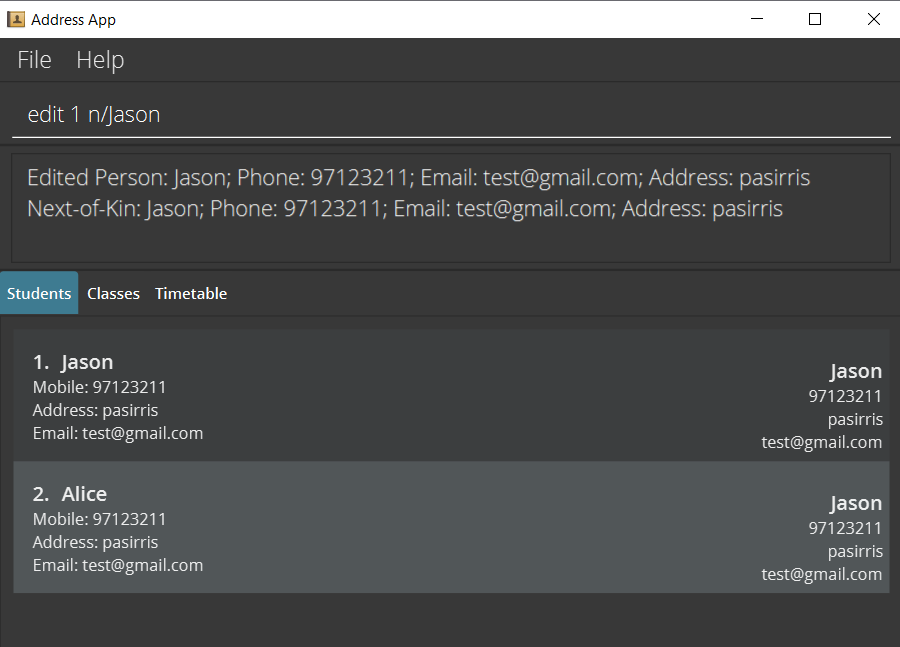 Address App
File Help
edit 1 n/Jason
Edited Person: Jason; Phone: 97123211; Email: test@gmail.com; Address: pasirris
Next-of-Kin: Jason; Phone: 97123211; Email: test@gmail.com; Address: pasirris
Students Classes Timetable
1. Jason
Mobile: 97123211
Address: pasirris
Email: test@gmail.com
Jason
97123211
pasirris
test@gmail.com
2. Alice
Mobile: 97123211
Address: pasirris
Email: test@gmail.com
Jason
97123211
pasirris
test@gmail.com